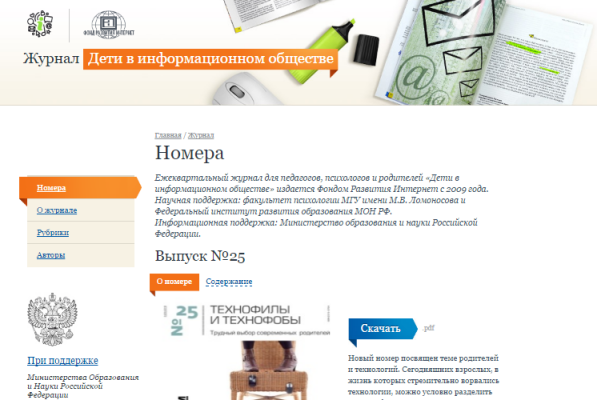 ФОНД РАЗВИТИЯ ИНТЕРНЕТ
Журнал Дети в информационном обществе
Главная / Журнал
Номера
Ежеквартальный журнал для педагогов, психологов и родителей «Дети в
информационном обществе» издается Фондом Развития Интернет с 2009 года.
Научная поддержка: факультет психологии МГУ имени М.В. Ломоносова и
Федеральный институт развития образования МОН РФ.
Информационная поддержка: Министерство образования и науки Российской
Федерации.
Номера
О журнале
Рубрики
Авторы
При поддержке
Министерства Образования
и Науки Российской
Федерации
Выпуск №25
О номере Содержание
№ 25
ТЕХНОФИЛЫ
И ТЕХНОФОБЫ
Трудный выбор современных родителей
Скачать .pdf
Новый номер посвящен теме родителей
и технологий. Сегодняшних взрослых, в
жизнь которых стремительно ворвались
технологии, можно условно разделить